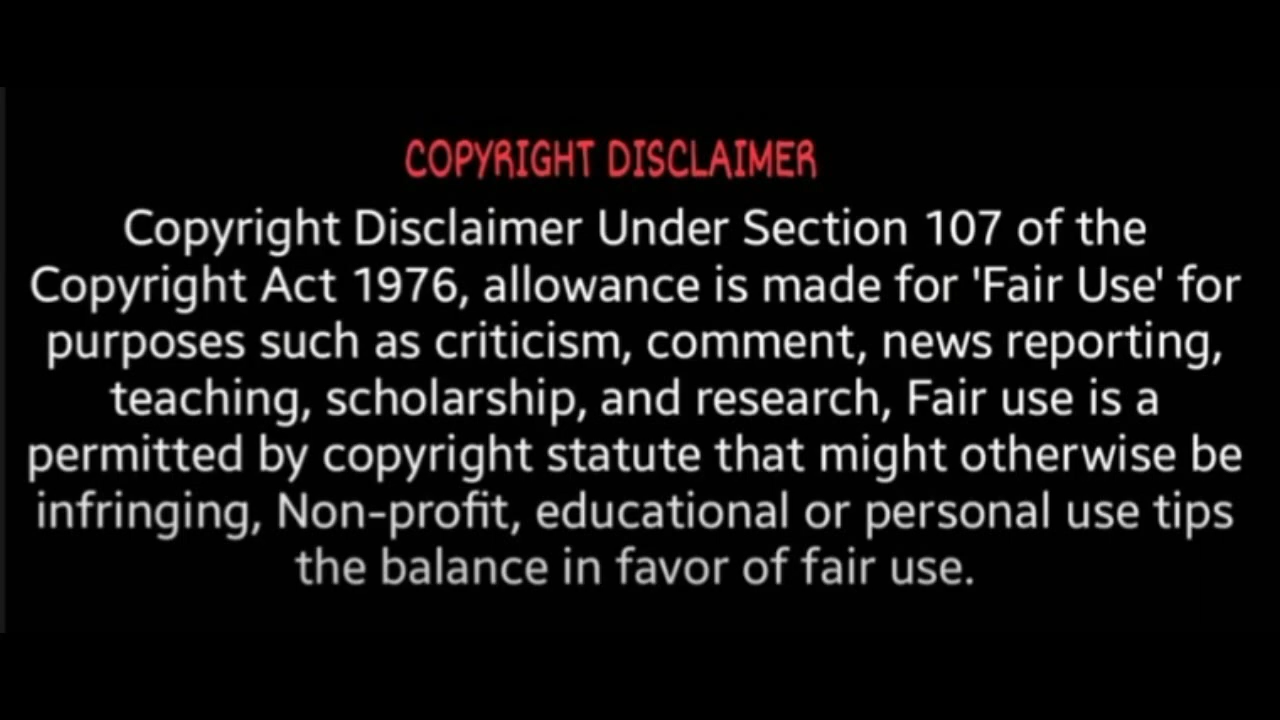 COPYRIGHT DISCLAIMER
Copyright Disclaimer Under Section 107 of the
Copyright Act 1976, allowance is made for 'Fair Use' for
purposes such as criticism, comment, news reporting,
teaching, scholarship, and research, Fair use is a
permitted by copyright statute that might otherwise be
infringing, Non-profit, educational or personal use tips
the balance in favor of fair use.